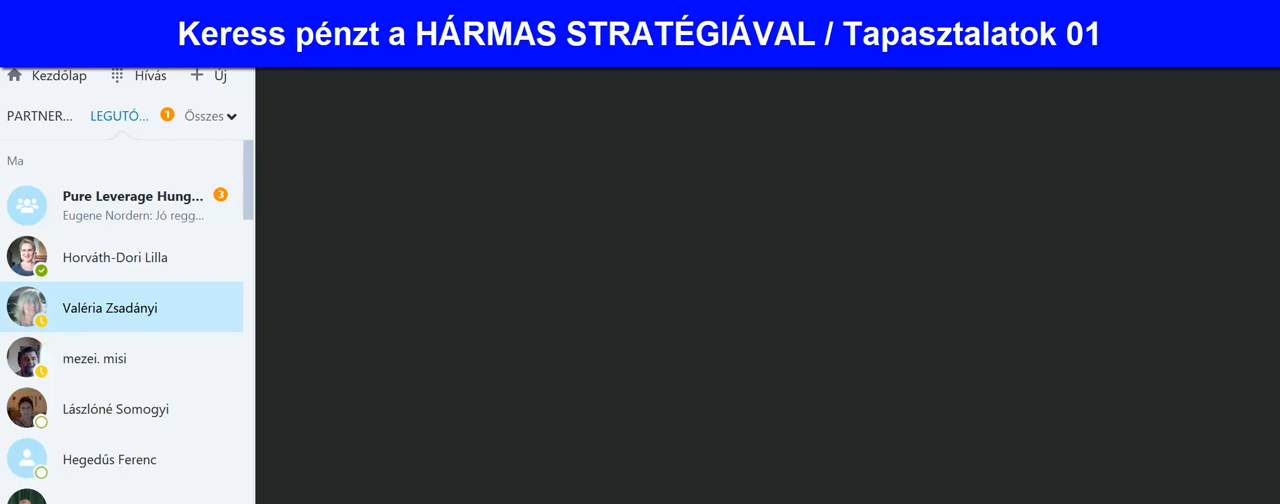 Keress pénzt a HÁRMAS STRATÉGIÁVAL / Tapasztalatok 01
Kezdőlap Hívás Új
PARTNER... LEGUTÓ... 1 Összes
Ma
Pure Leverage Hung... 3
Eugene Nordern: Jó regg...
Horváth-Dori Lilla
Valéria Zsadányi
mezei. misi
Lászlóné Somogyi
Hegedűs Ferenc